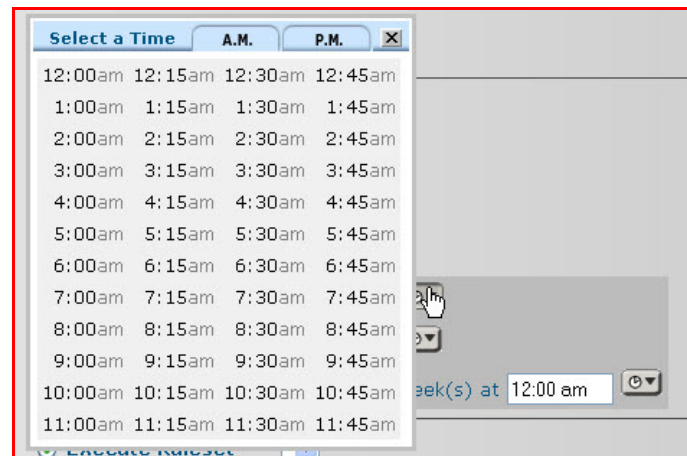 Select a Time A.M. P.M.
12:00am 12:15am 12:30am 12:45am
1:00am 1:15am 1:30am 1:45am
2:00am 2:15am 2:30am 2:45am
3:00am 3:15am 3:30am 3:45am
4:00am 4:15am 4:30am 4:45am
5:00am 5:15am 5:30am 5:45am
6:00am 6:15am 6:30am 6:45am
7:00am 7:15am 7:30am 7:45am
8:00am 8:15am 8:30am 8:45am
9:00am 9:15am 9:30am 9:45am
10:00am 10:15am 10:30am 10:45am
eek(s) at 12:00 am
11:00am 11:15am 11:30am 11:45am
Execute Ruleset